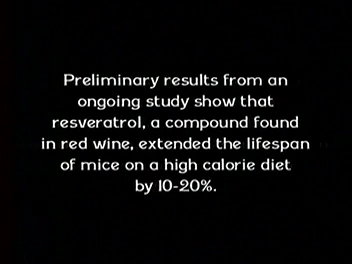 Preliminary results from an
ongoing study show that
resveratrol, a compound found
in red wine, extended the lifespan
of mice on a high calorie diet
by 10-20%.